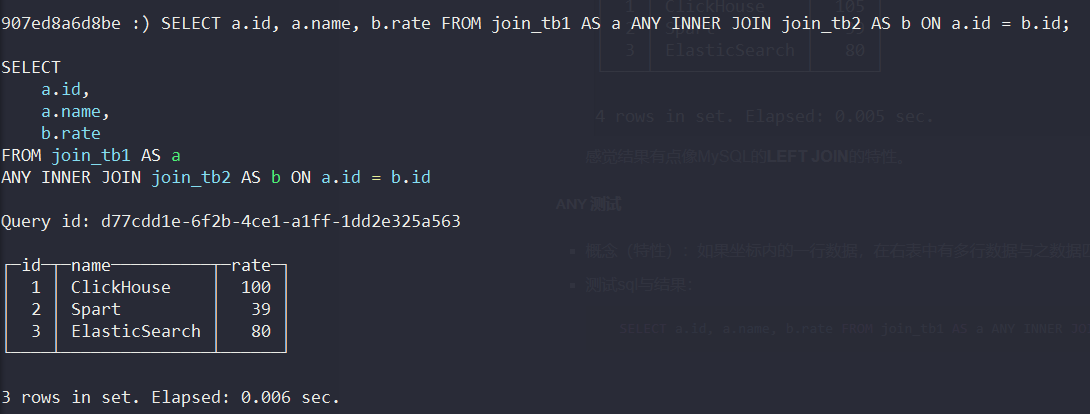 907ed8a6d8be :) SELECT a.id, a.name, b.rate FROM join_tb1 AS a ANY INNER JOIN join_tb2 AS b ON a.id = b.id;
SELECT
a.id,
a.name,
b.rate
FROM join_tb1 AS a
ANY INNER JOIN join_tb2 AS b ON a.id = b.id
Query id: d77cdd1e-6f2b-4ce1-a1ff-1dd2e325a563
id name rate
1 ClickHouse 100
2 Spart 39
3 ElasticSearch 80
3 rows in set. Elapsed: 0.006 sec.
1 ClickHouse 105
3 ElasticSearch 80
4 rows in set. Elapsed: 0.005 sec.
感觉结果有点像MySQL的LEFT JOIN的特性。
ANY 测试
概念（特性）：如果坐标内的一行数据，在右表中有多行数据与之数据
测试sql与结果：
SELECT a.id, a.name, b.rate FROM join_tb1 AS a ANY INNER JO